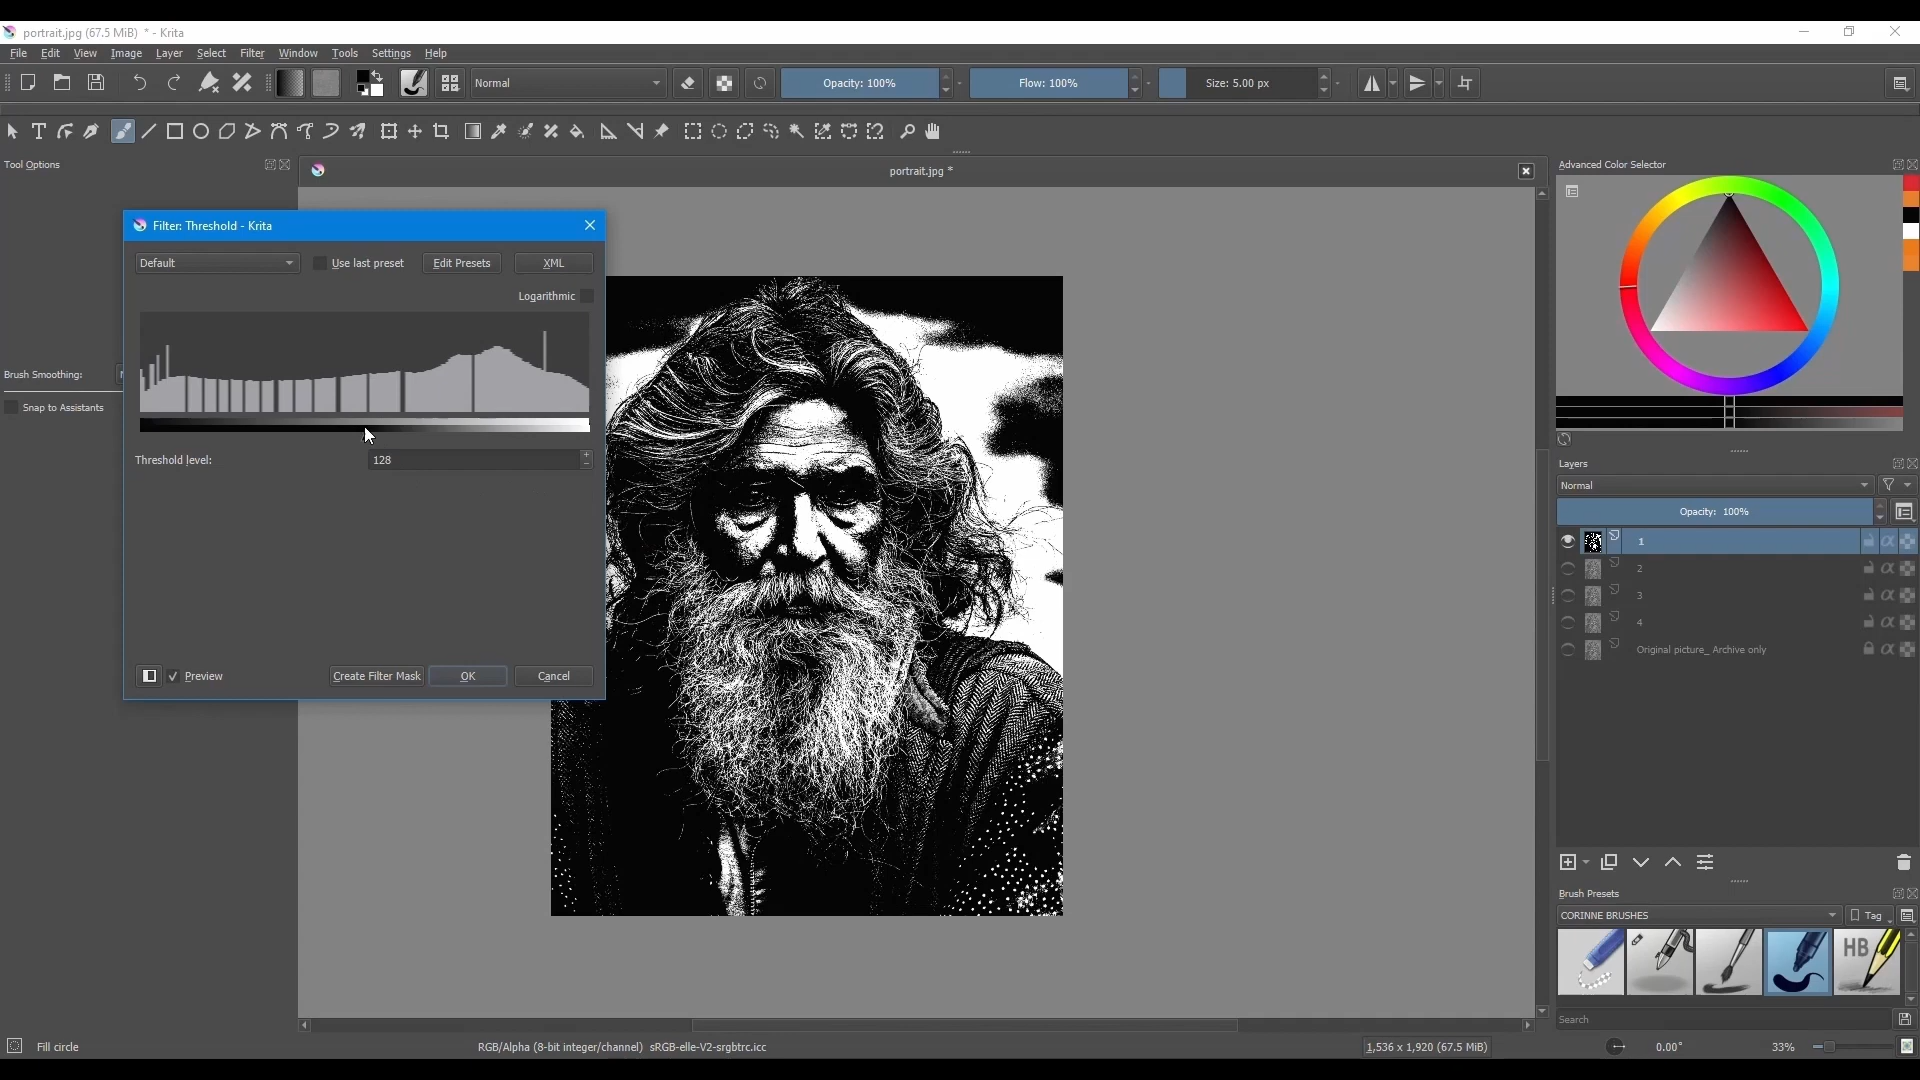 portrait.jpg (67.5 MiB) * - Krita
File Edit View Image Layer Select Filter Window Tools Settings Help
Normal
Opacity: 100%
Flow: 100%
Size: 5.00 px
Tool Options
portrait.jpg *
Advanced Color Selector
Filter: Threshold - Krita
Default
Use last preset
Edit Presets
XML
Logarithmic
Brush Smoothing:
Snap to Assistants
Threshold level:
128
Preview
Create Filter Mask
OK
Cancel
Layers
Normal
Opacity: 100%
1
2
3
4
Original picture_ Archive only
Brush Presets
CORINNE BRUSHES
Tag
HB
Search
Fill circle
RGB/Alpha (8-bit integer/channel) sRGB-elle-V2-srgbtrc.icc
1,536 x 1,920 (67.5 MiB)
0.00°
33%